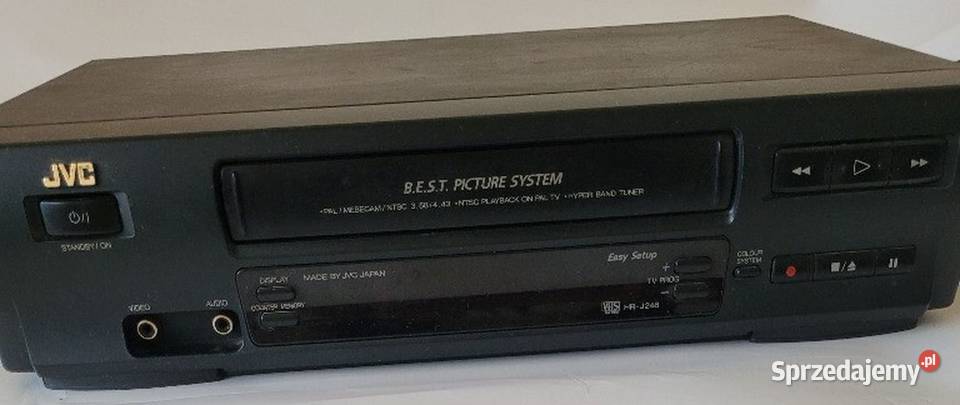 JVC
STANDBY / ON
VIDEO
AUDIO
B.E.S.T. PICTURE SYSTEM
•PAL/MESECAM/NTSC 3.58/4.43 •NTSC PLAYBACK ON PAL TV •HYPER BAND TUNER
DISPLAY
MADE BY JVC JAPAN
COUNTER MEMORY
Easy Setup
+
TV PROG
−
VHS HR-J246
COLOUR
SYSTEM
Sprzedajemy.pl